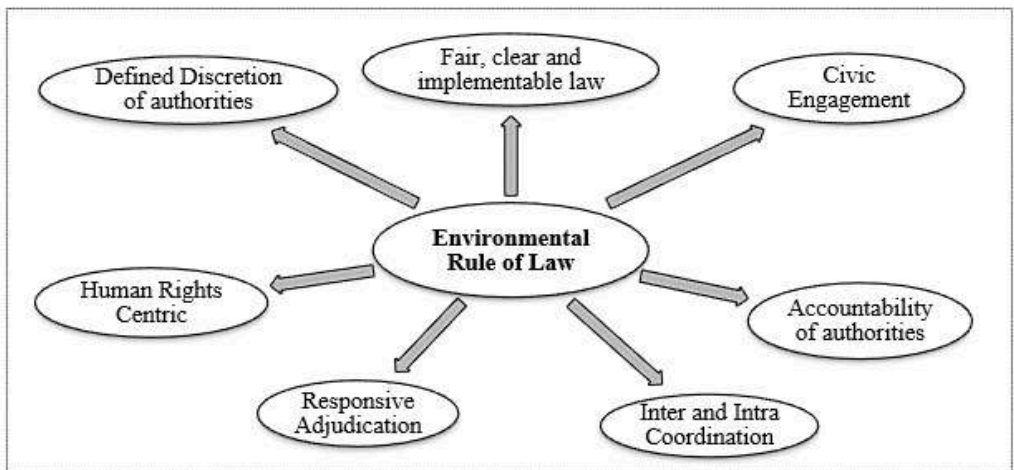 Defined Discretion
of authorities
Fair, clear and
implementable law
Civic
Engagement
Environmental
Rule of Law
Human Rights
Centric
Accountability
of authorities
Responsive
Adjudication
Inter and Intra
Coordination